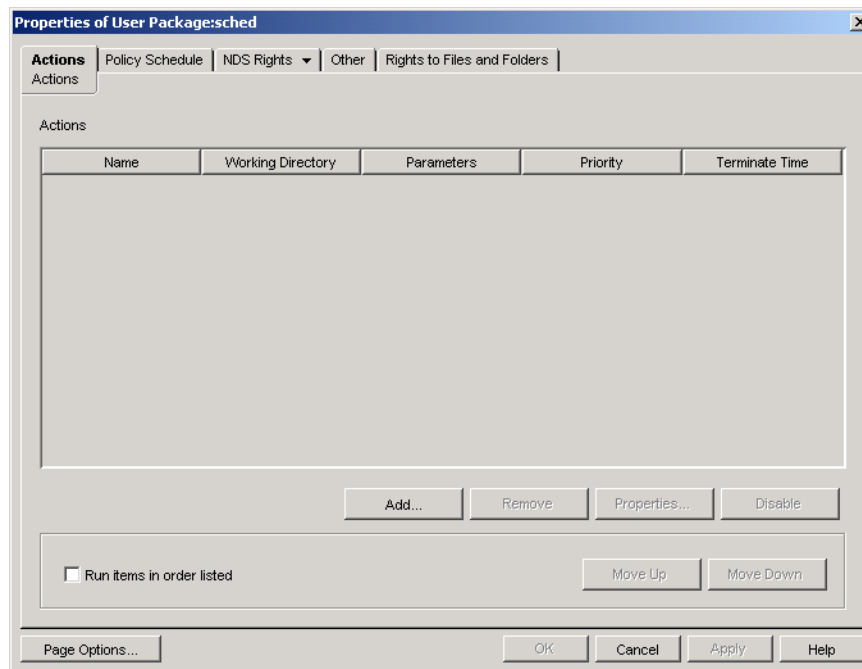 Properties of User Package:sched
Actions Policy Schedule NDS Rights Other Rights to Files and Folders
Actions
Actions
Name Working Directory Parameters Priority Terminate Time
Add... Remove Properties... Disable
Run items in order listed Move Up Move Down
Page Options... OK Cancel Apply Help